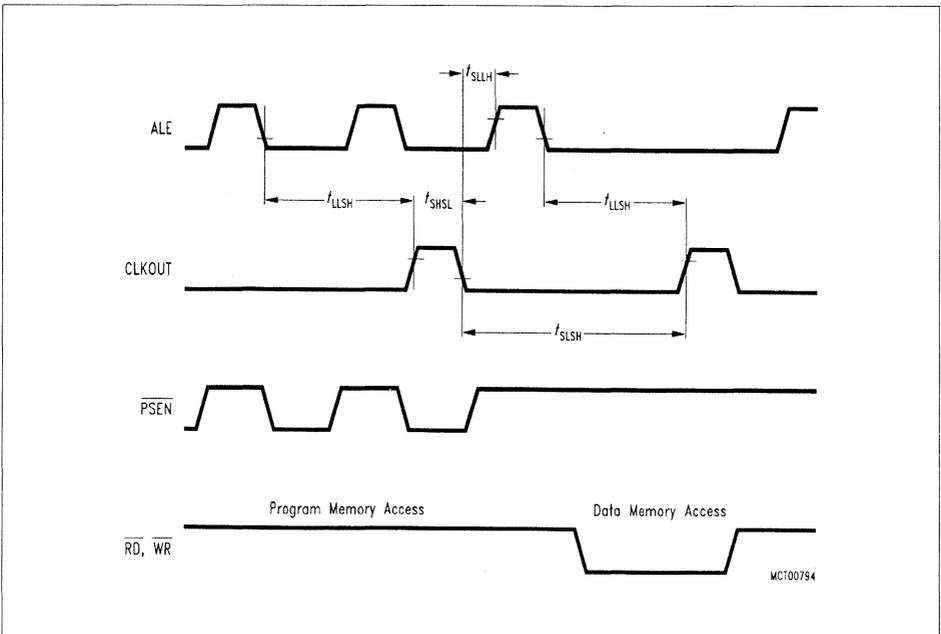 tSLLH
ALE
tLLSH tSHSL tLLSH
CLKOUT
tSLSH
PSEN
Program Memory Access Data Memory Access
RD, WR
MCT00794